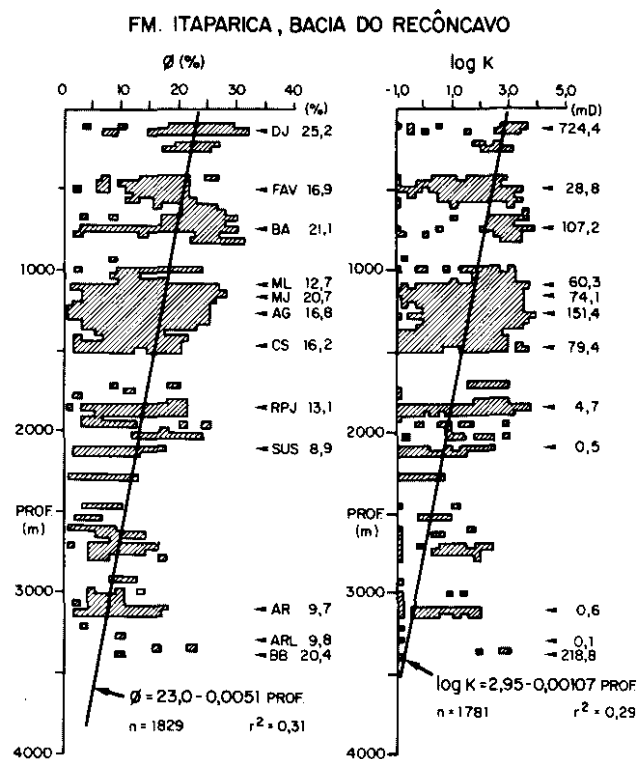 FM. ITAPARICA, BACIA DO RECÔNCAVO
Ø (%)
0 10 20 30 40
(%)
DJ 25,2
FAV 16,9
BA 21,1
1000
ML 12,7
MJ 20,7
AG 16,8
CS 16,2
RPJ 13,1
2000
SUS 8,9
PROF.
(m)
3000
AR 9,7
ARL 9,8
BB 20,4
Ø = 23,0 - 0,0051 PROF.
n = 1829 r² = 0,31
4000
log K
-1,0 1,0 3,0 5,0
(mD)
724,4
28,8
107,2
1000
60,3
74,1
151,4
79,4
4,7
2000
0,5
PROF.
(m)
3000
0,6
0,1
218,8
log K = 2,95 - 0,00107 PROF.
n = 1781 r² = 0,29
4000